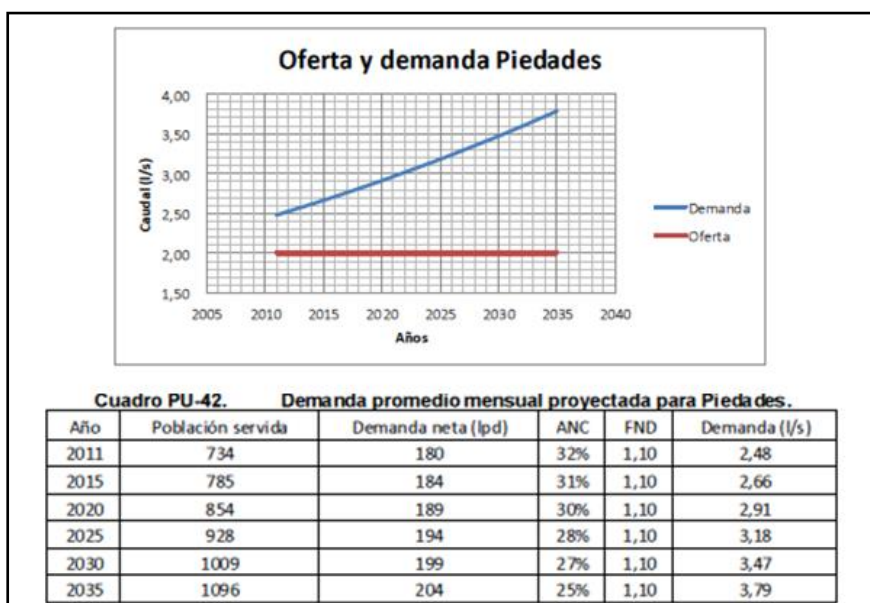 Oferta y demanda Piedades
Caudal (l/s)
4,00
3,50
3,00
2,50
2,00
1,50
2005 2010 2015 2020 2025 2030 2035 2040
Años
Demanda
Oferta
Cuadro PU-42. Demanda promedio mensual proyectada para Piedades.
Año Población servida Demanda neta (lpd) ANC FND Demanda (l/s)
2011 734 180 32% 1,10 2,48
2015 785 184 31% 1,10 2,66
2020 854 189 30% 1,10 2,91
2025 928 194 28% 1,10 3,18
2030 1009 199 27% 1,10 3,47
2035 1096 204 25% 1,10 3,79